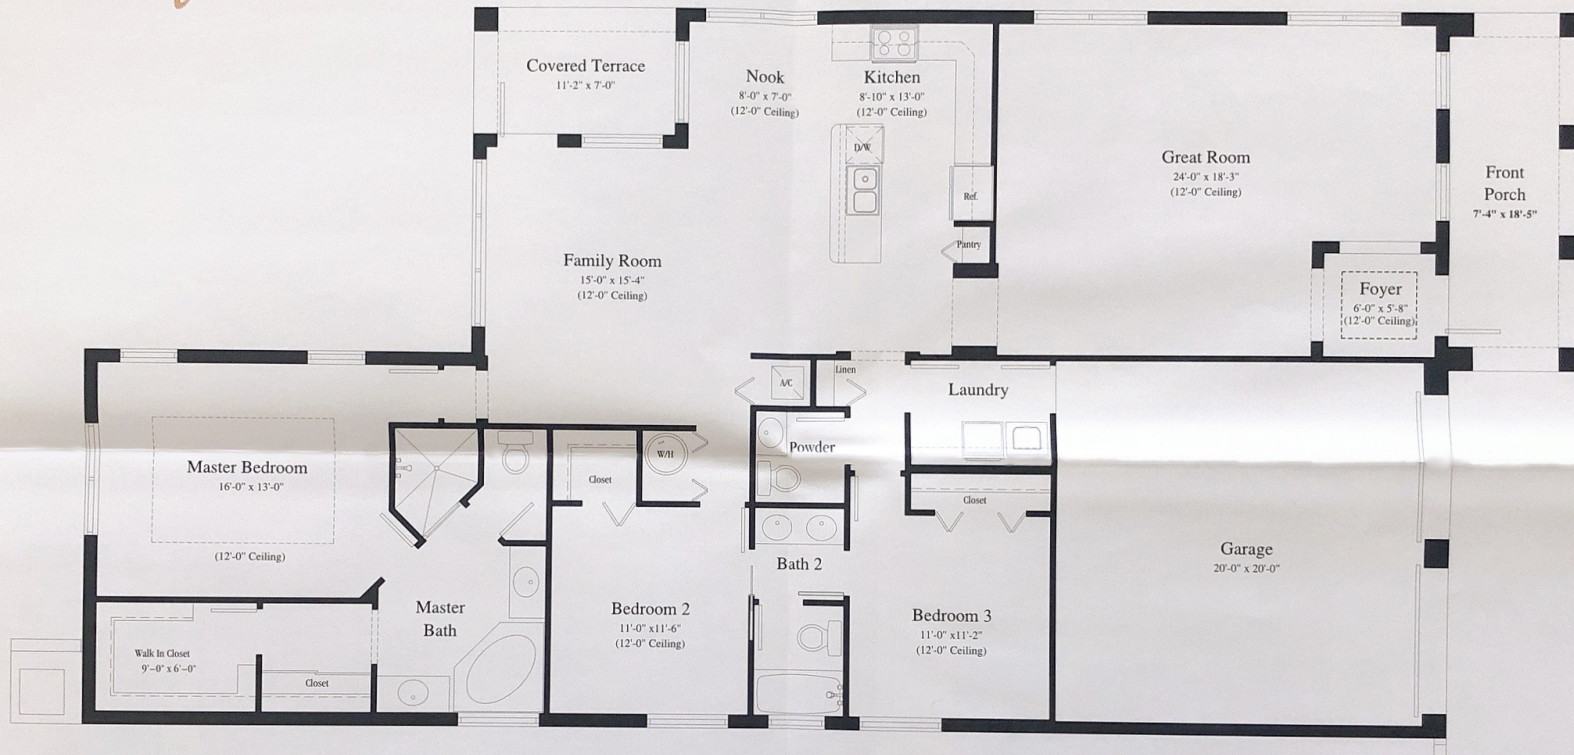 Covered Terrace
11'-2" x 7'-0"
Nook
8'-0" x 7'-0"
(12'-0" Ceiling)
Kitchen
8'-10" x 13'-0"
(12'-0" Ceiling)
D/W
Ref.
Pantry
Great Room
24'-0" x 18'-3"
(12'-0" Ceiling)
Front
Porch
7'-4" x 18'-5"
Family Room
15'-0" x 15'-4"
(12'-0" Ceiling)
Foyer
6'-0" x 5'-8"
(12'-0" Ceiling)
A/C
Linen
Laundry
Master Bedroom
16'-0" x 13'-0"
(12'-0" Ceiling)
Closet
W/H
Powder
Closet
Garage
20'-0" x 20'-0"
Bath 2
Master
Bath
Bedroom 2
11'-0" x11'-6"
(12'-0" Ceiling)
Bedroom 3
11'-0" x11'-2"
(12'-0" Ceiling)
Walk In Closet
9'-0" x 6'-0"
Closet